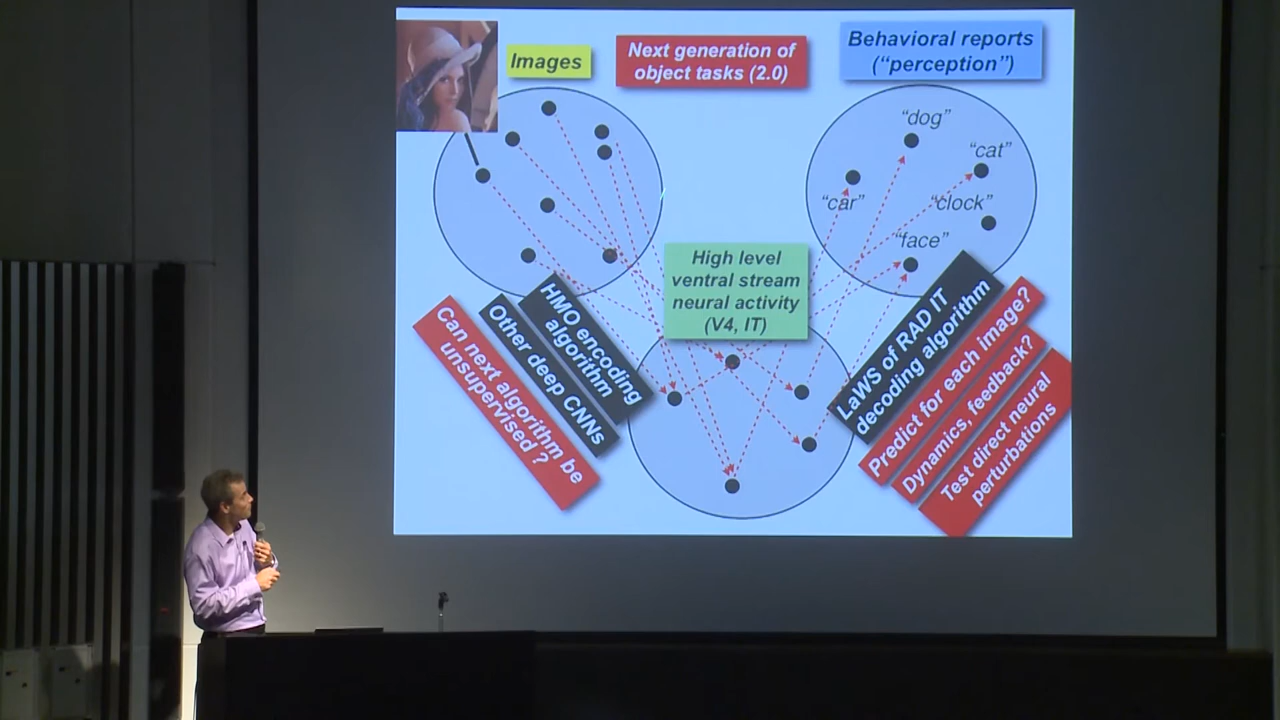 Images
Next generation of
object tasks (2.0)
Behavioral reports
(“perception”)
“dog”
“cat”
“car”
“clock”
“face”
High level
ventral stream
neural activity
(V4, IT)
HMO encoding
algorithm
Other deep CNNs
Can next algorithm be
unsupervised ?
LaWS of RAD IT
decoding algorithm
Predict for each image?
Dynamics, feedback?
Test direct neural
perturbations